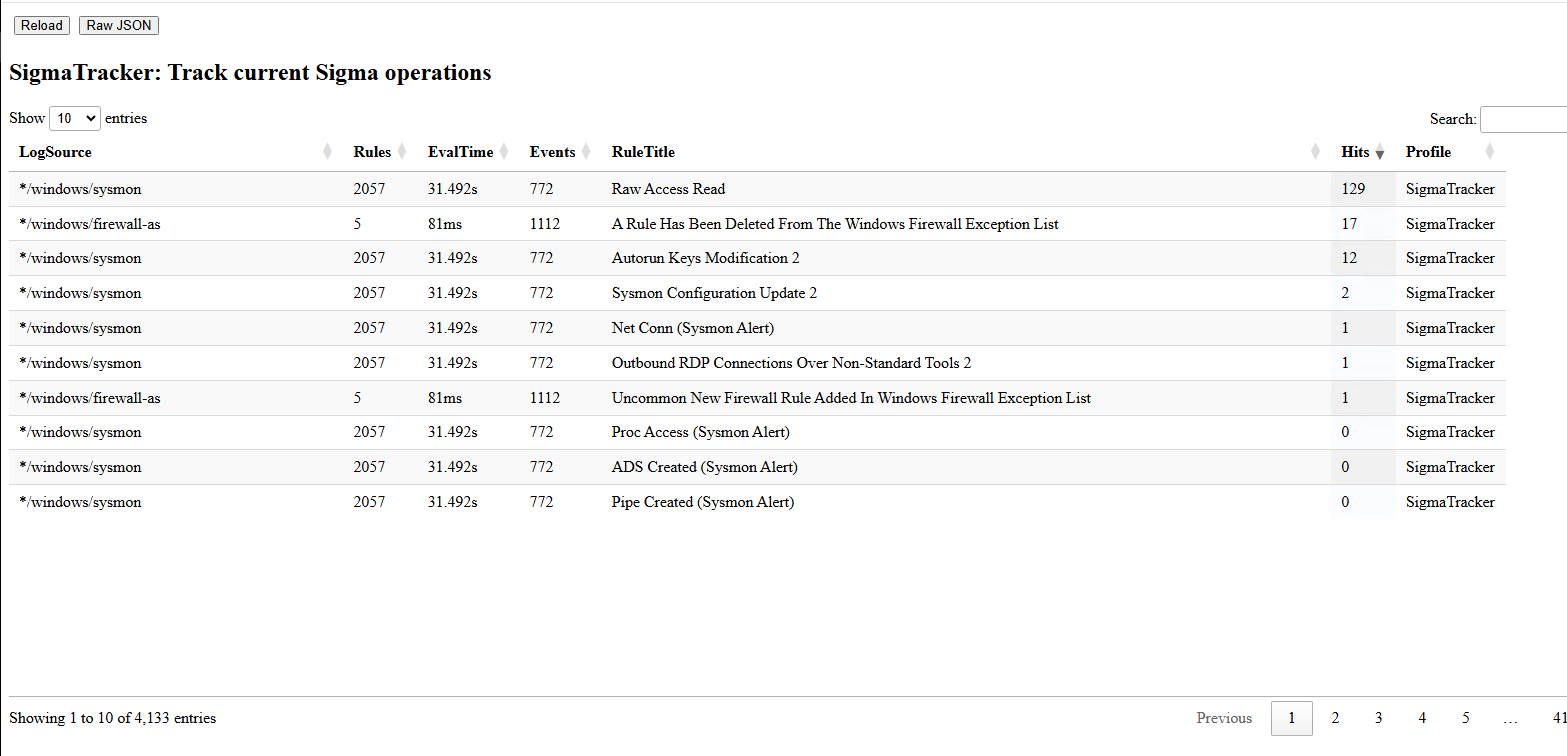 Reload Raw JSON
SigmaTracker: Track current Sigma operations
Show 10 entries Search:
LogSource Rules EvalTime Events RuleTitle Hits Profile
*/windows/sysmon 2057 31.492s 772 Raw Access Read 129 SigmaTracker
*/windows/firewall-as 5 81ms 1112 A Rule Has Been Deleted From The Windows Firewall Exception List 17 SigmaTracker
*/windows/sysmon 2057 31.492s 772 Autorun Keys Modification 2 12 SigmaTracker
*/windows/sysmon 2057 31.492s 772 Sysmon Configuration Update 2 2 SigmaTracker
*/windows/sysmon 2057 31.492s 772 Net Conn (Sysmon Alert) 1 SigmaTracker
*/windows/sysmon 2057 31.492s 772 Outbound RDP Connections Over Non-Standard Tools 2 1 SigmaTracker
*/windows/firewall-as 5 81ms 1112 Uncommon New Firewall Rule Added In Windows Firewall Exception List 1 SigmaTracker
*/windows/sysmon 2057 31.492s 772 Proc Access (Sysmon Alert) 0 SigmaTracker
*/windows/sysmon 2057 31.492s 772 ADS Created (Sysmon Alert) 0 SigmaTracker
*/windows/sysmon 2057 31.492s 772 Pipe Created (Sysmon Alert) 0 SigmaTracker
Showing 1 to 10 of 4,133 entries Previous 1 2 3 4 5 …